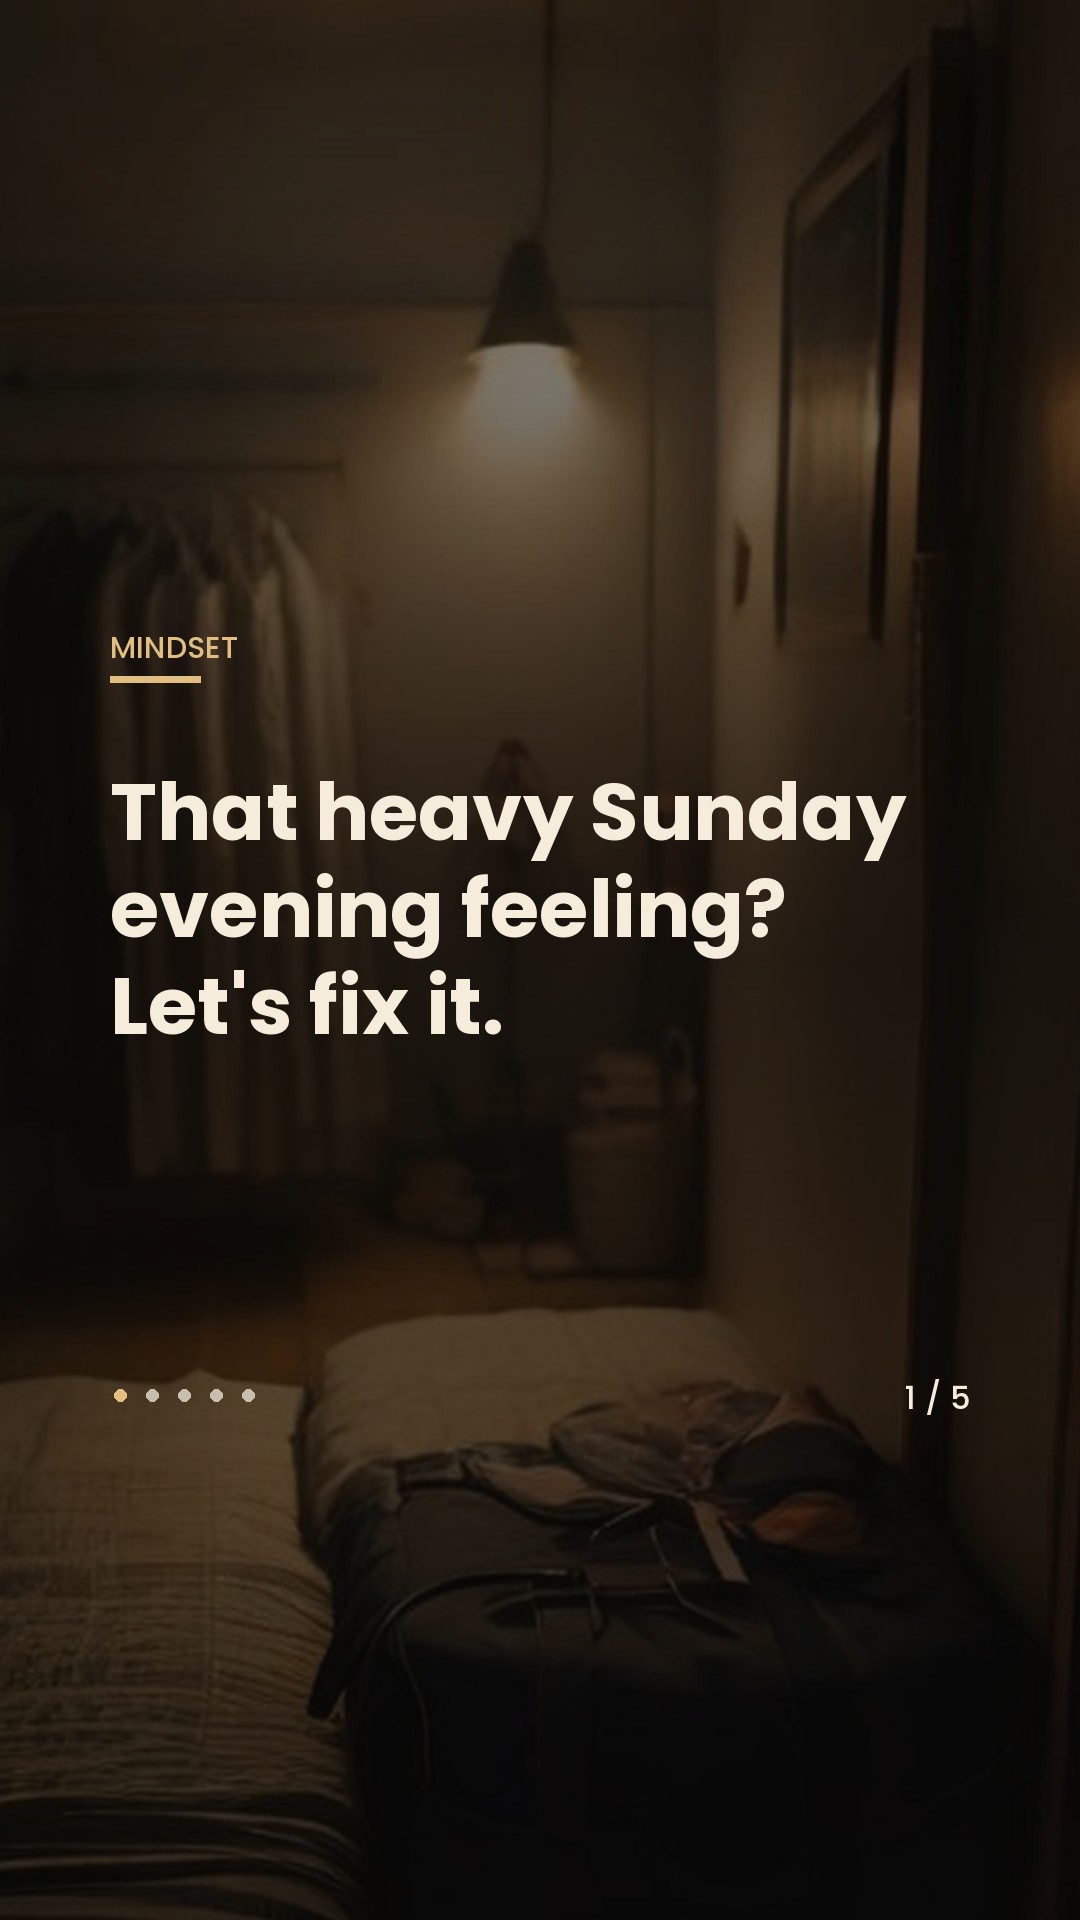 MINDSET
That heavy Sunday
evening feeling?
Let's fix it.
1 / 5